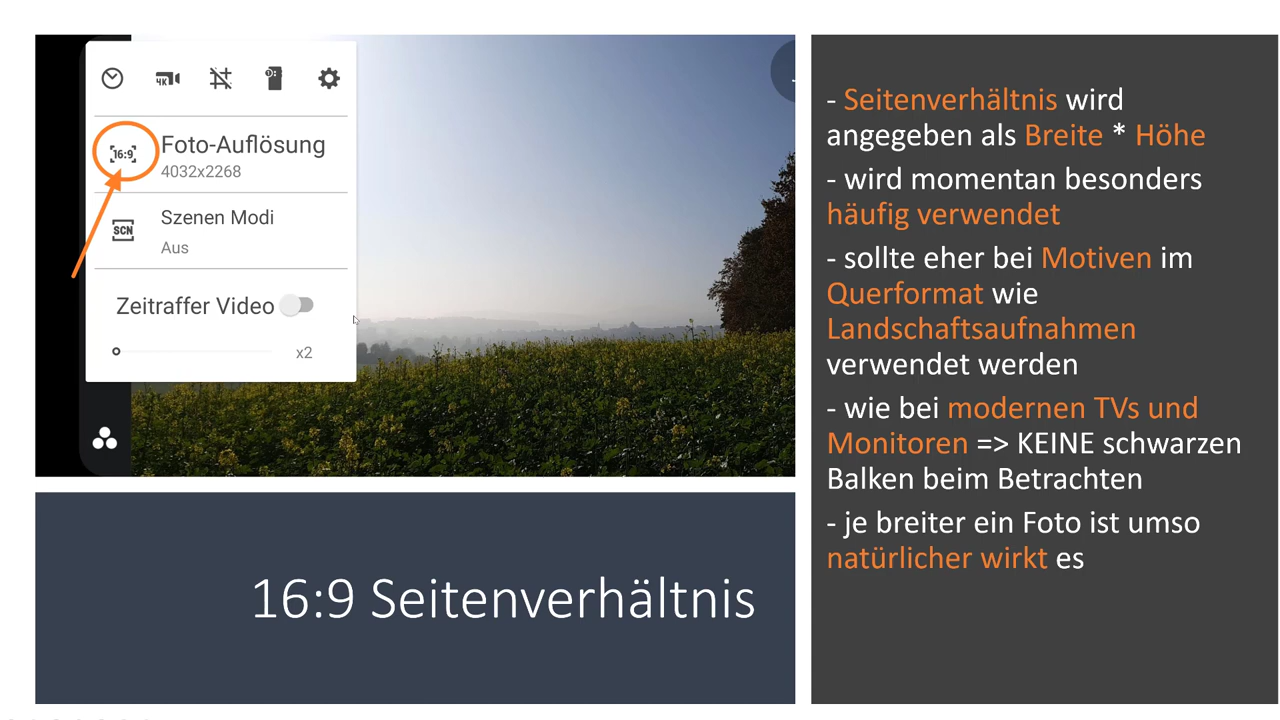 4K
16:9
Foto-Auflösung
4032x2268
SCN
Szenen Modi
Aus
Zeitraffer Video
x2
16:9 Seitenverhältnis
- Seitenverhältnis wird
angegeben als Breite * Höhe
- wird momentan besonders
häufig verwendet
- sollte eher bei Motiven im
Querformat wie
Landschaftsaufnahmen
verwendet werden
- wie bei modernen TVs und
Monitoren => KEINE schwarzen
Balken beim Betrachten
- je breiter ein Foto ist umso
natürlicher wirkt es